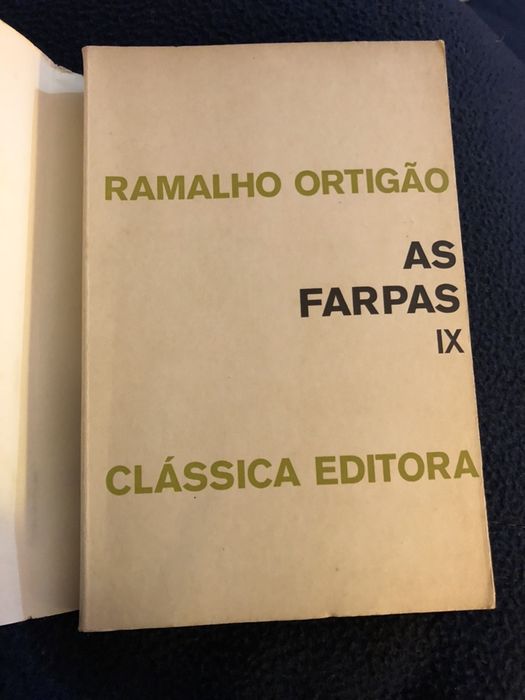 RAMALHO ORTIGÃO
AS
FARPAS
IX
CLÁSSICA EDITORA